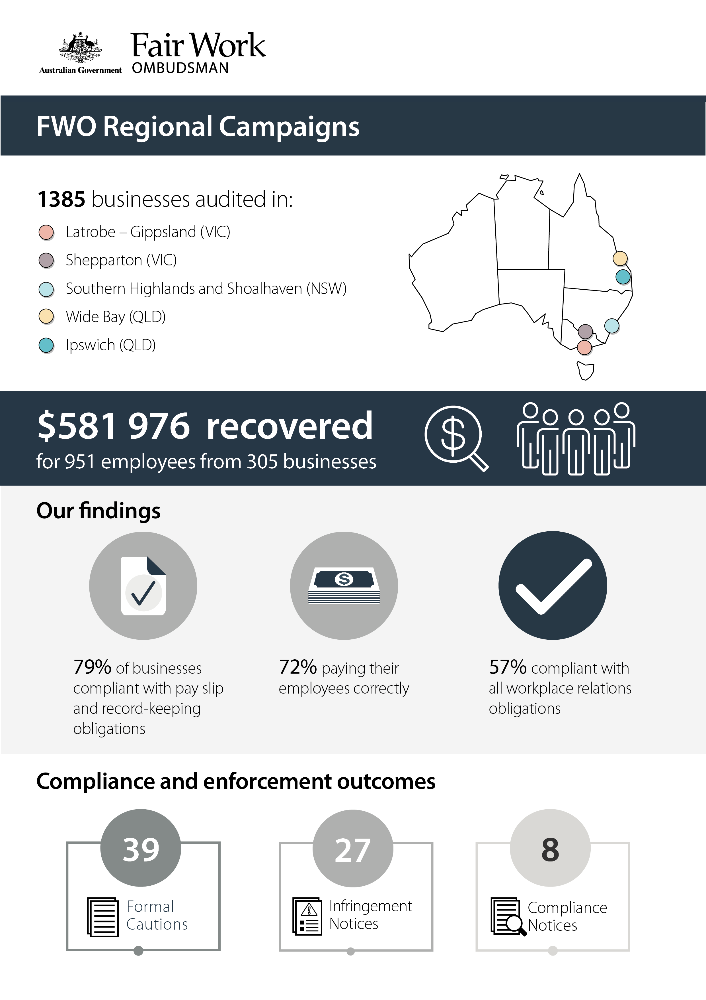 Australian Government
Fair Work
OMBUDSMAN
FWO Regional Campaigns
1385 businesses audited in:
Latrobe – Gippsland (VIC)
Shepparton (VIC)
Southern Highlands and Shoalhaven (NSW)
Wide Bay (QLD)
Ipswich (QLD)
$581 976 recovered
for 951 employees from 305 businesses
Our findings
79% of businesses
compliant with pay slip
and record-keeping
obligations
72% paying their
employees correctly
57% compliant with
all workplace relations
obligations
Compliance and enforcement outcomes
39
Formal
Cautions
27
Infringement
Notices
8
Compliance
Notices